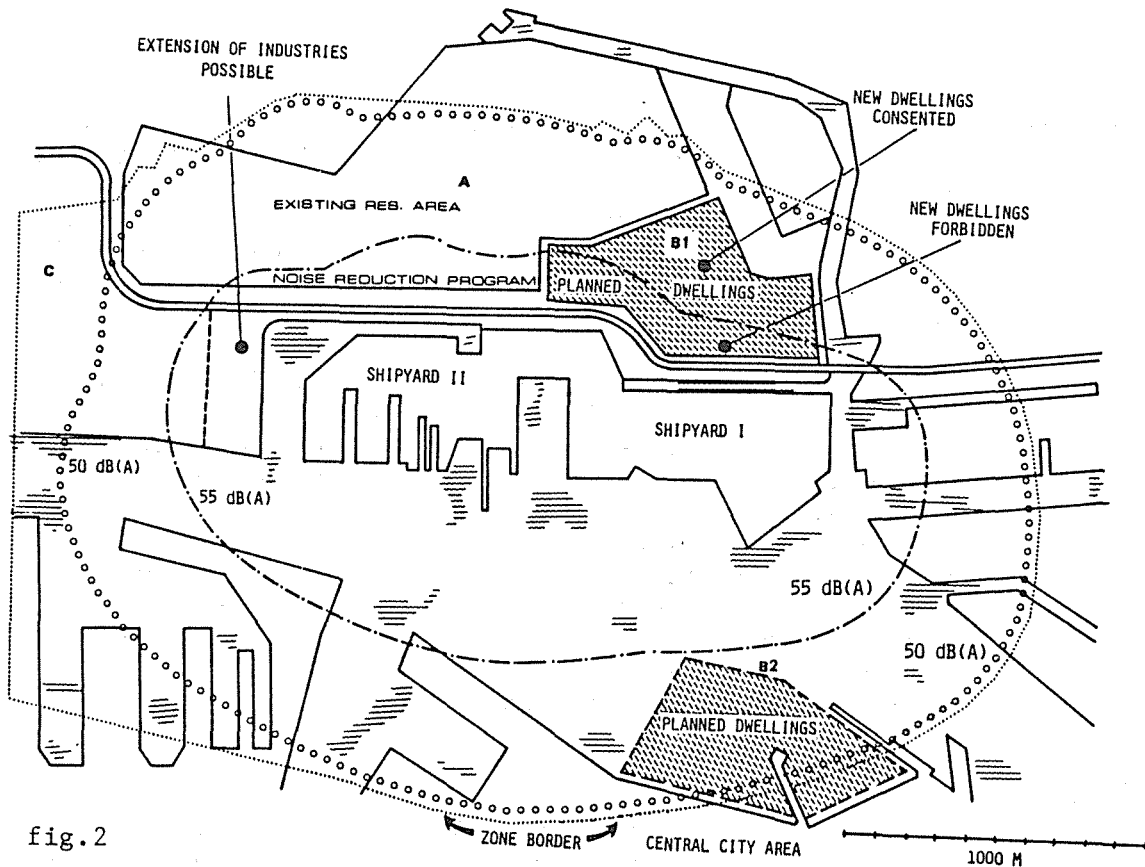 EXTENSION OF INDUSTRIES
POSSIBLE
NEW DWELLINGS
CONSENTED
NEW DWELLINGS
FORBIDDEN
A
EXISTING RES. AREA
B1
C
NOISE REDUCTION PROGRAM
PLANNED
DWELLINGS
SHIPYARD II
SHIPYARD I
50 dB(A)
55 dB(A)
55 dB(A)
50 dB(A)
B2
PLANNED DWELLINGS
fig.2
ZONE BORDER
CENTRAL CITY AREA
1000 M